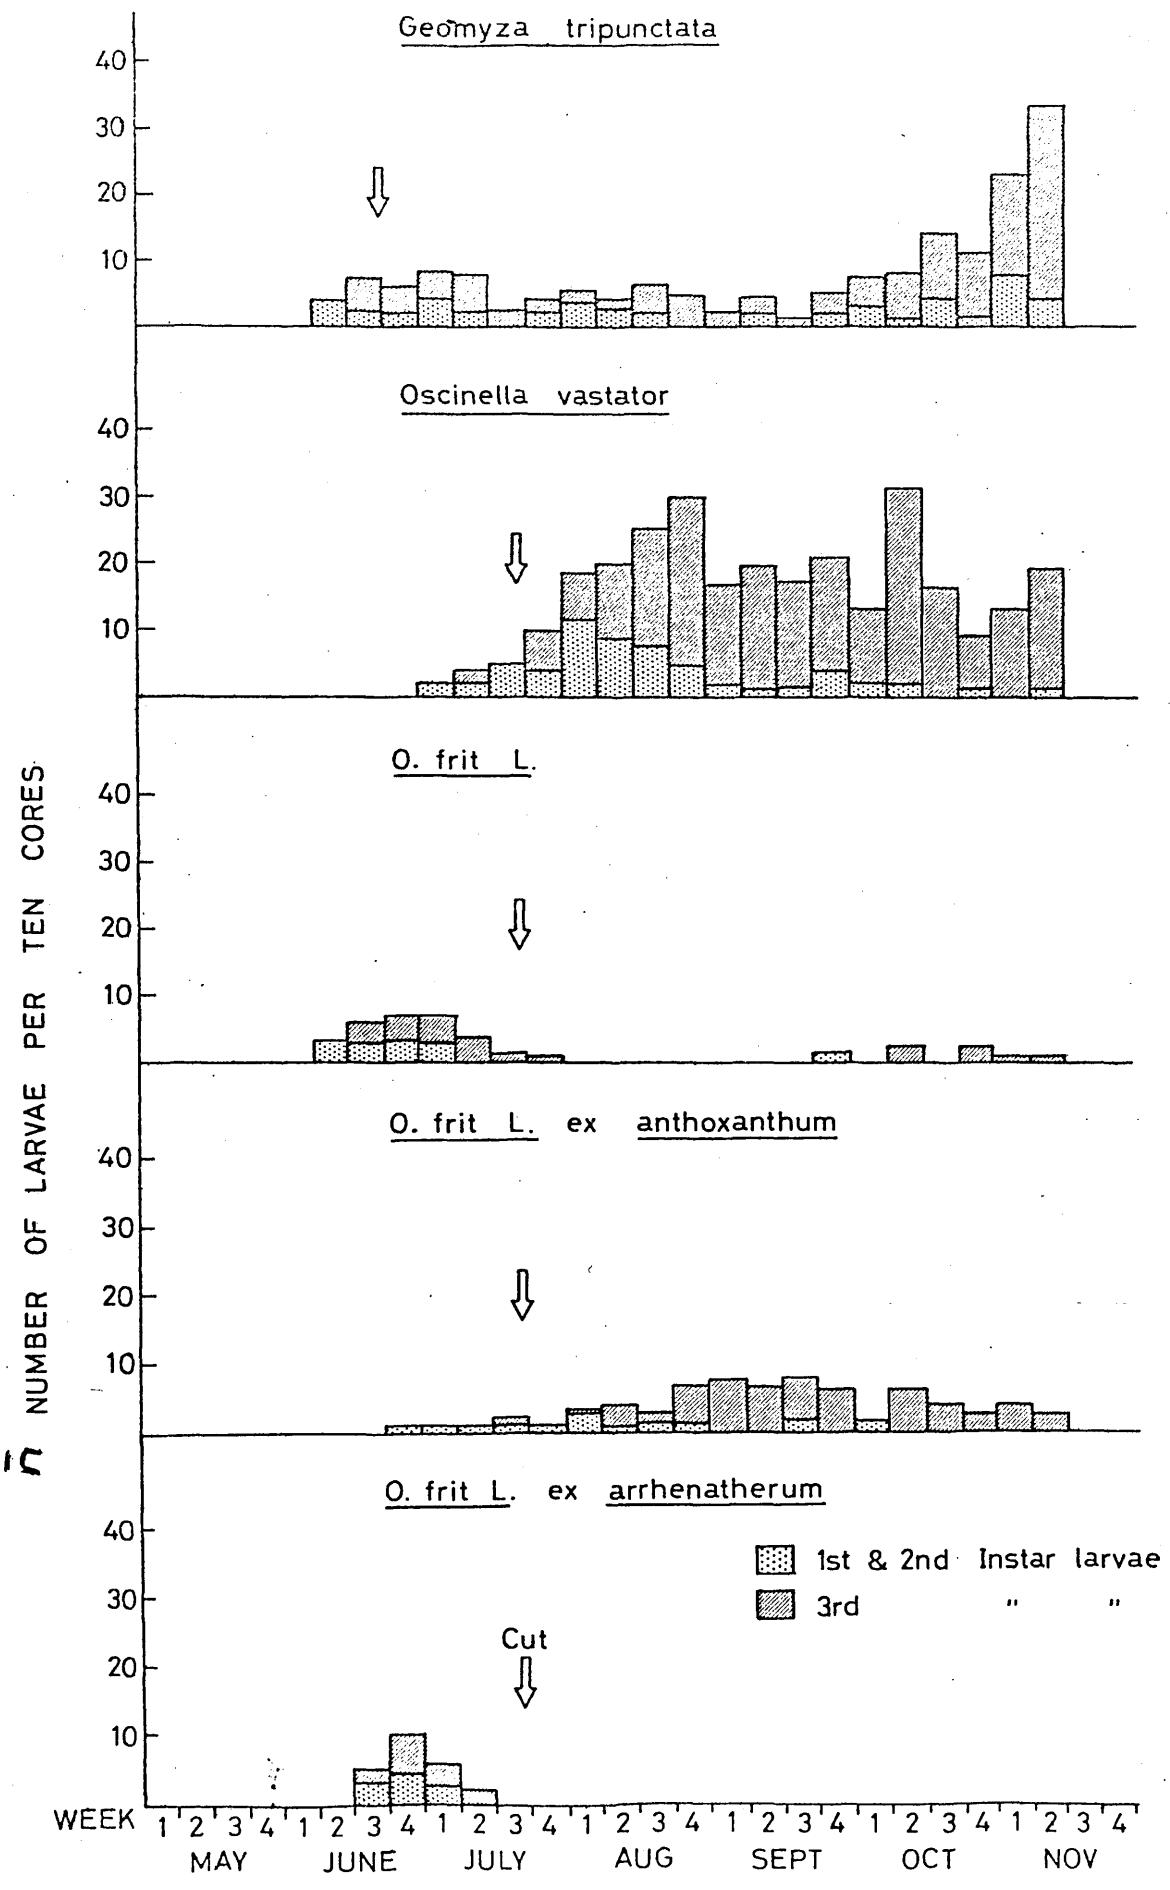 Geomyza tripunctata
40
30
20
10
Oscinella vastator
40
30
20
10
O. frit L.
40
30
20
10
O. frit L. ex anthoxanthum
40
30
20
10
O. frit L. ex arrhenatherum
40
30
20
10
1st & 2nd Instar larvae
3rd " "
Cut
NUMBER OF LARVAE PER TEN CORES
WEEK 1 2 3 4 1 2 3 4 1 2 3 4 1 2 3 4 1 2 3 4 1 2 3 4 1 2 3 4
MAY JUNE JULY AUG SEPT OCT NOV